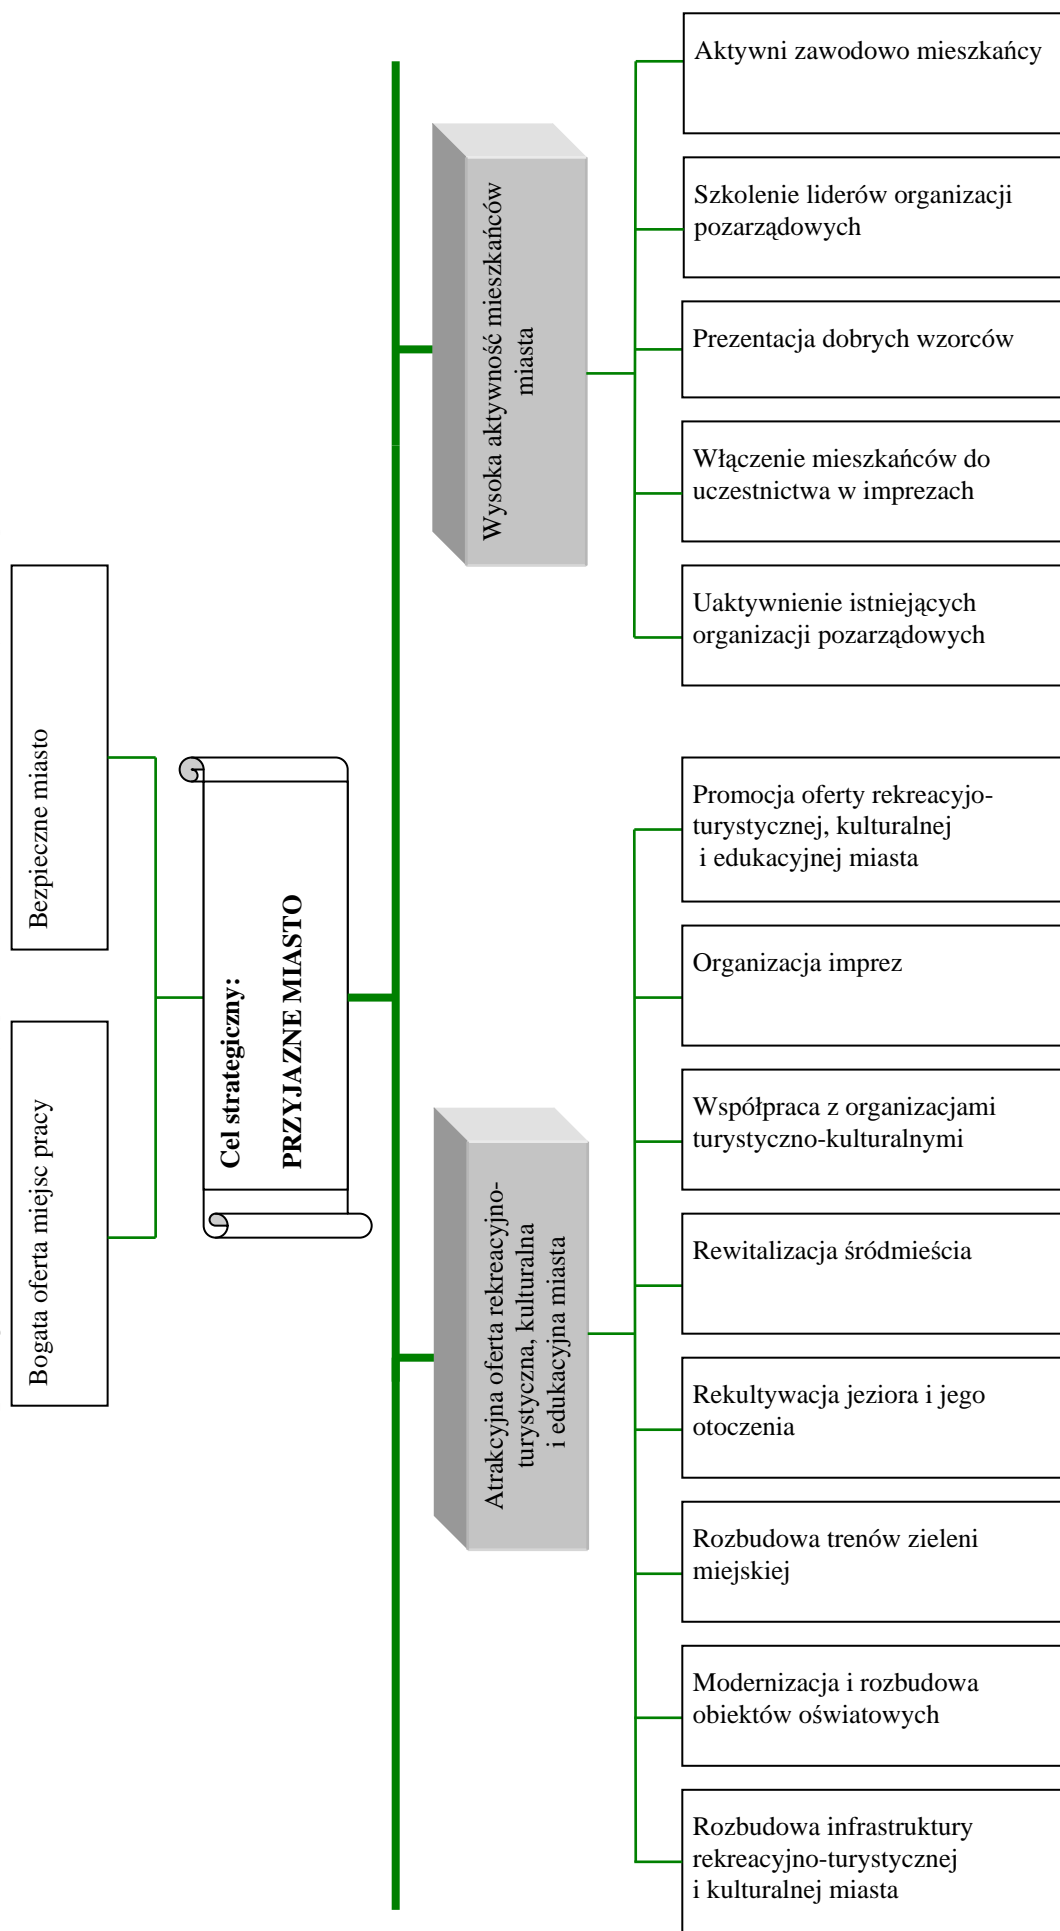 Bogata oferta miejsc pracy
Bezpieczne miasto
Cel strategiczny:
PRZYJAZNE MIASTO
Atrakcyjna oferta rekreacyjno-
turystyczna, kulturalna
i edukacyjna miasta
Wysoka aktywność mieszkańców
miasta
Aktywni zawodowo mieszkańcy
Szkolenie liderów organizacji
pozarządowych
Prezentacja dobrych wzorców
Włączenie mieszkańców do
uczestnictwa w imprezach
Uaktywnienie istniejących
organizacji pozarządowych
Promocja oferty rekreacyjo-
turystycznej, kulturalnej
i edukacyjnej miasta
Organizacja imprez
Współpraca z organizacjami
turystyczno-kulturalnymi
Rewitalizacja śródmieścia
Rekultywacja jeziora i jego
otoczenia
Rozbudowa trenów zieleni
miejskiej
Modernizacja i rozbudowa
obiektów oświatowych
Rozbudowa infrastruktury
rekreacyjno-turystycznej
i kulturalnej miasta